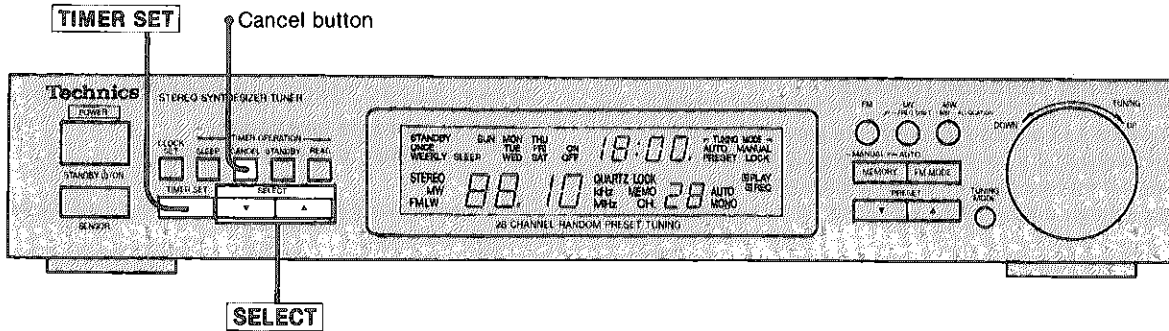 TIMER SET
Cancel button
Technics
STEREO SYNTHESIZER TUNER
POWER
TIMER OPERATION
CLOCK SET
SLEEP CANCEL STANDBY READ
STANDBY ⏻/ON
TIMER SET
SELECT
▼ ▲
SENSOR
STANDBY SUN MON THU
ONCE TUE FRI ON
WEEKLY SLEEP WED SAT OFF
18:00.
TUNING MODE
AUTO MANUAL
PRESET LOCK
STEREO
MW
FM LW
88. 10
QUARTZ LOCK
kHz MEMO
MHz CH. 28
PLAY
REC
AUTO
MONO
28 CHANNEL RANDOM PRESET TUNING
FM
MW
DOWN
TUNING
UP
MANUAL AUTO
MEMORY FM MODE
PRESET
▼ ▲
TUNING MODE
SELECT